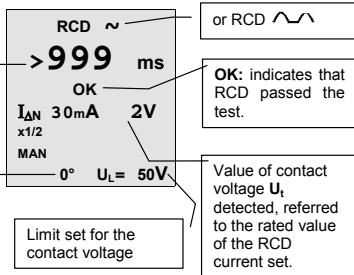 RCD ~
>999 ms
OK
IΔN 30mA 2V
x1/2
MAN
0° UL= 50V
or RCD
OK: indicates that
RCD passed the
test.
Value of contact
voltage Ut
detected, referred
to the rated value
of the RCD
current set.
Limit set for the
contact voltage